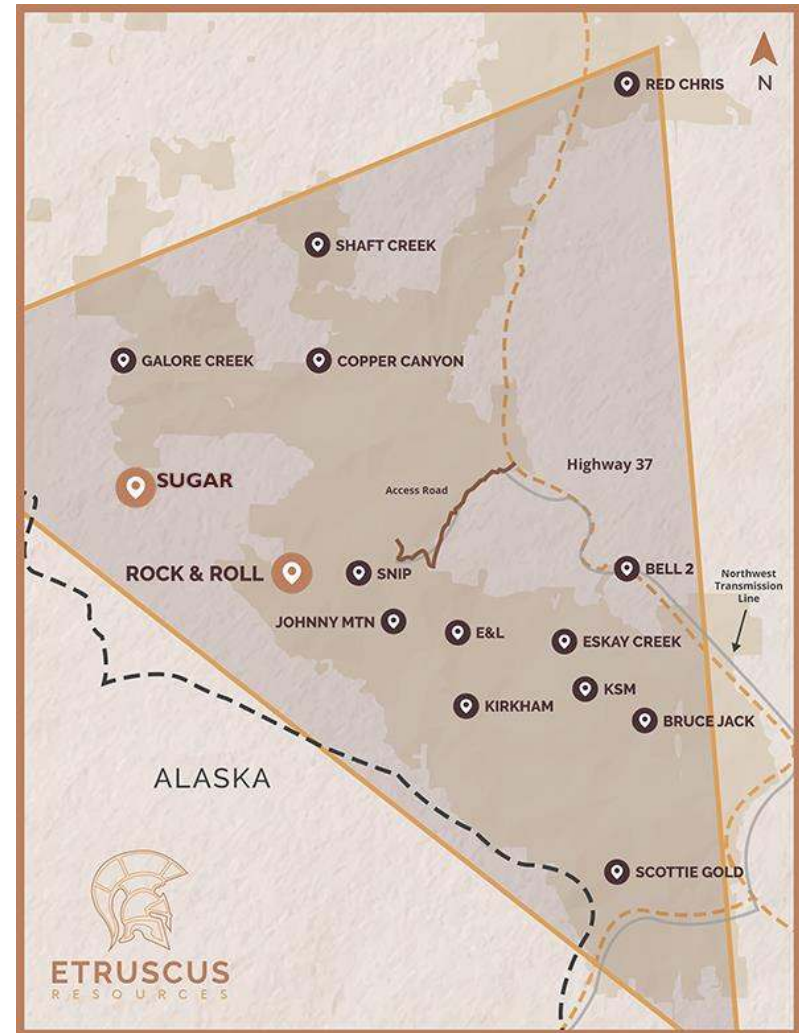 N
RED CHRIS
SHAFT CREEK
GALORE CREEK
COPPER CANYON
SUGAR
Highway 37
Access Road
ROCK & ROLL
SNIP
BELL 2
Northwest
Transmission
Line
JOHNNY MTN
E&L
ESKAY CREEK
KSM
KIRKHAM
BRUCE JACK
ALASKA
SCOTTIE GOLD
ETRUSCUS
RESOURCES